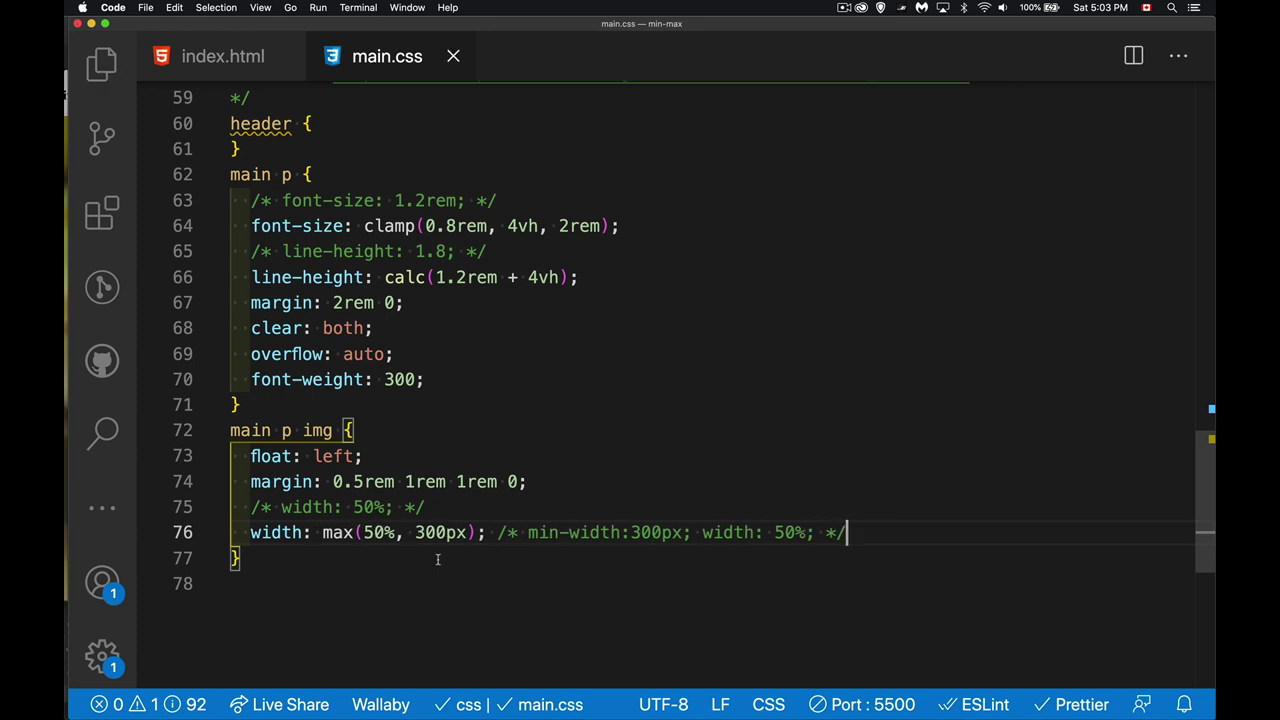 Code File Edit Selection View Go Run Terminal Window Help 100% Sat 5:03 PM
main.css — min-max
index.html main.css
59 */
60 header {
61 }
62 main p {
63 /* font-size: 1.2rem; */
64 font-size: clamp(0.8rem, 4vh, 2rem);
65 /* line-height: 1.8; */
66 line-height: calc(1.2rem + 4vh);
67 margin: 2rem 0;
68 clear: both;
69 overflow: auto;
70 font-weight: 300;
71 }
72 main p img {
73 float: left;
74 margin: 0.5rem 1rem 1rem 0;
75 /* width: 50%; */
76 width: max(50%, 300px); /* min-width:300px; width: 50%; */
77 }
78
1
1
0 1 92 Live Share Wallaby css | main.css UTF-8 LF CSS Port : 5500 ESLint Prettier